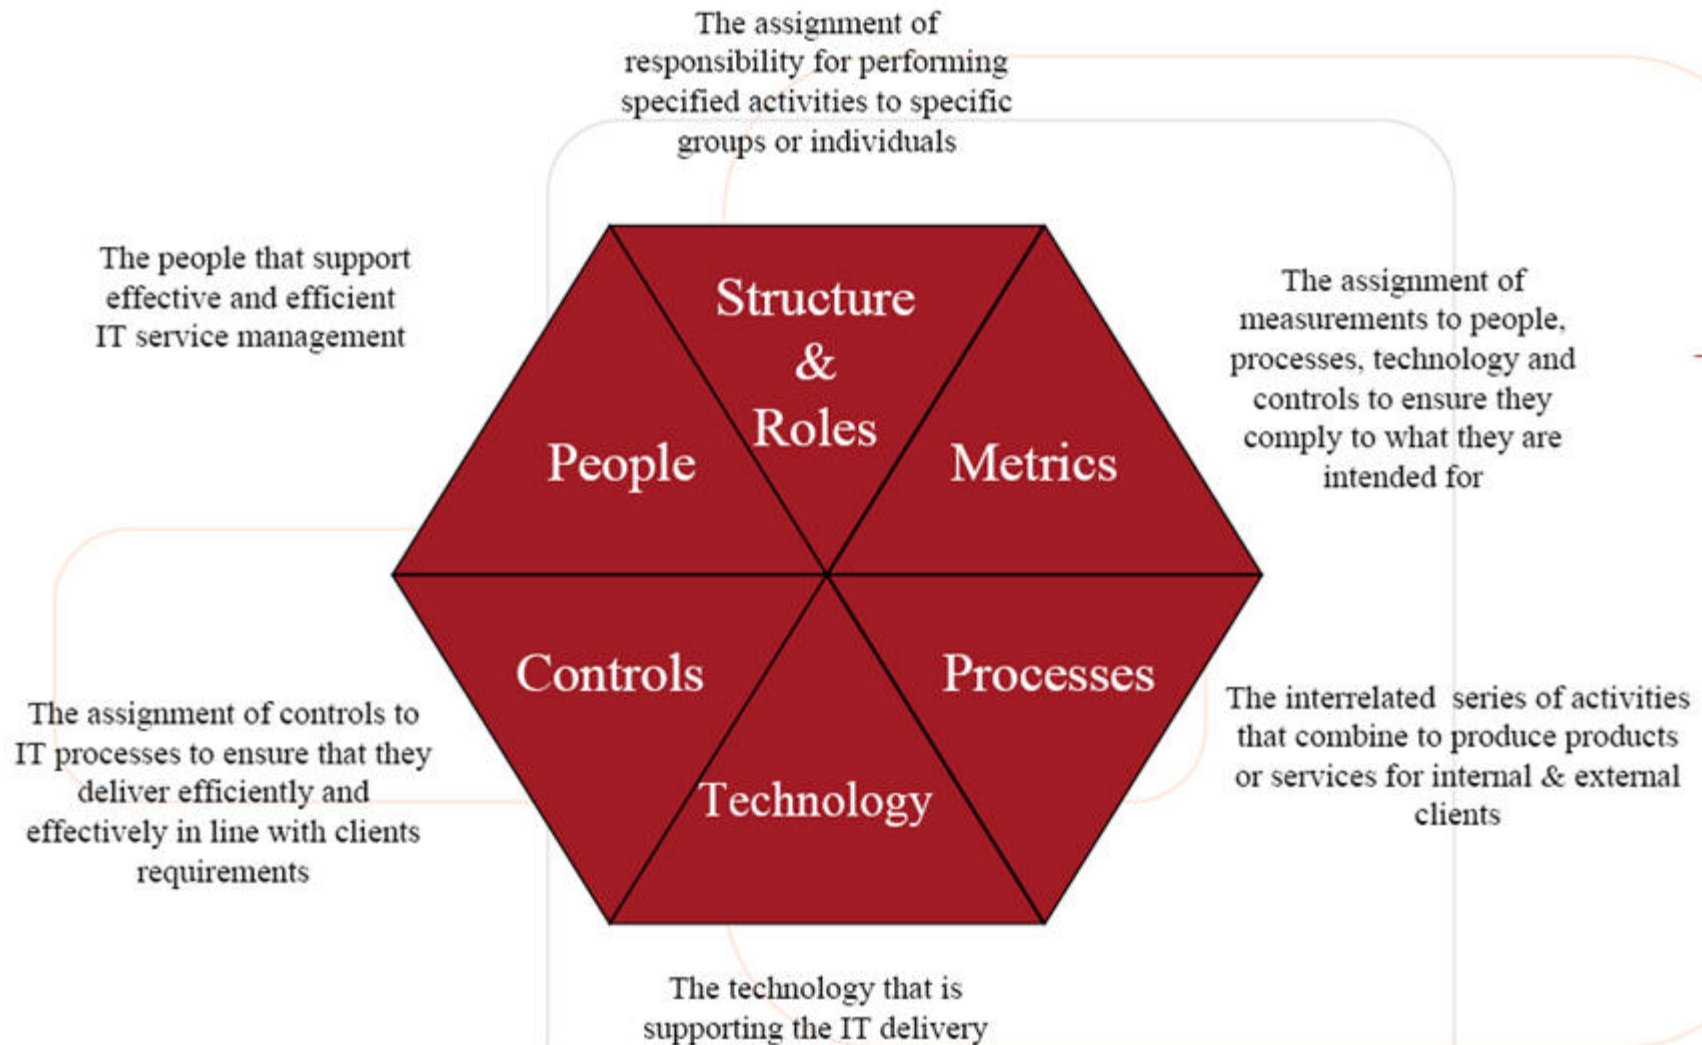 The assignment of
responsibility for performing
specified activities to specific
groups or individuals
The people that support
effective and efficient
IT service management
The assignment of
measurements to people,
processes, technology and
controls to ensure they
comply to what they are
intended for
Structure
&
Roles
People
Metrics
Controls
Processes
Technology
The assignment of controls to
IT processes to ensure that they
deliver efficiently and
effectively in line with clients
requirements
The interrelated series of activities
that combine to produce products
or services for internal & external
clients
The technology that is
supporting the IT delivery